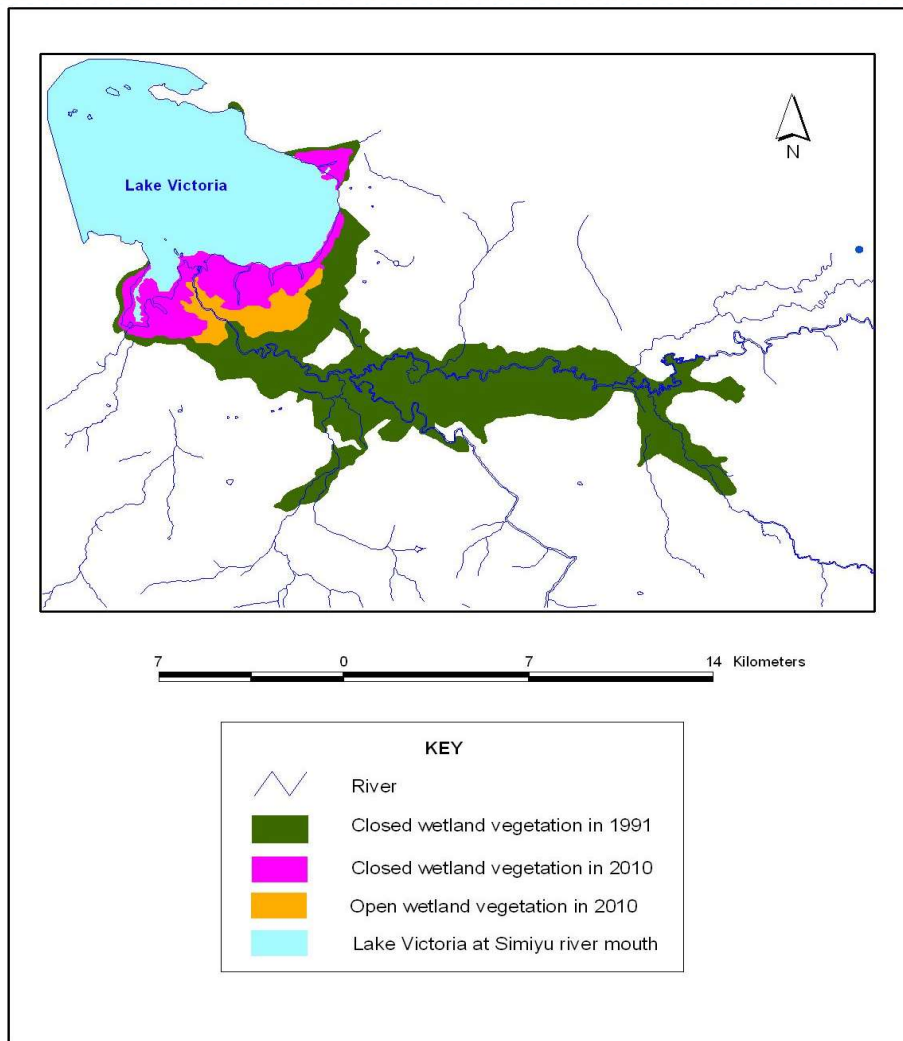 Lake Victoria
N
7 0 7 14 Kilometers
KEY
River
Closed wetland vegetation in 1991
Closed wetland vegetation in 2010
Open wetland vegetation in 2010
Lake Victoria at Simiyu river mouth